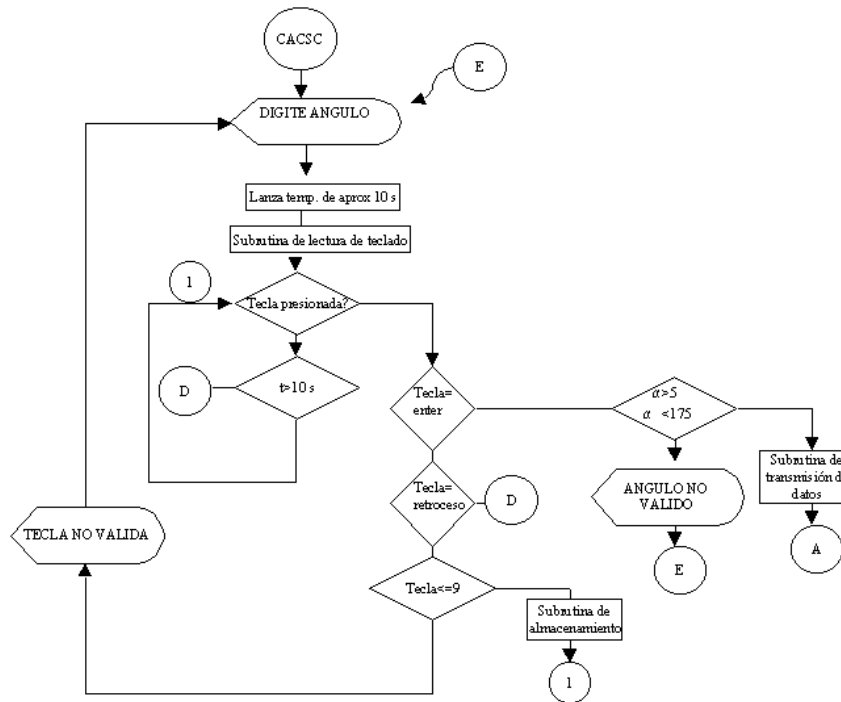 CACSC
E
DIGITE ANGULO
Lanza temp. de aprox 10 s
Subrutina de lectura de teclado
1
Tecla presionada?
D
t>10 s
Tecla=
enter
α>5
α <175
Subrutina de
transmisión d
datos
Tecla=
retroceso
D
ANGULO NO
VALIDO
TECLA NO VALIDA
A
E
Tecla<=9
Subrutina de
almacenamiento
1